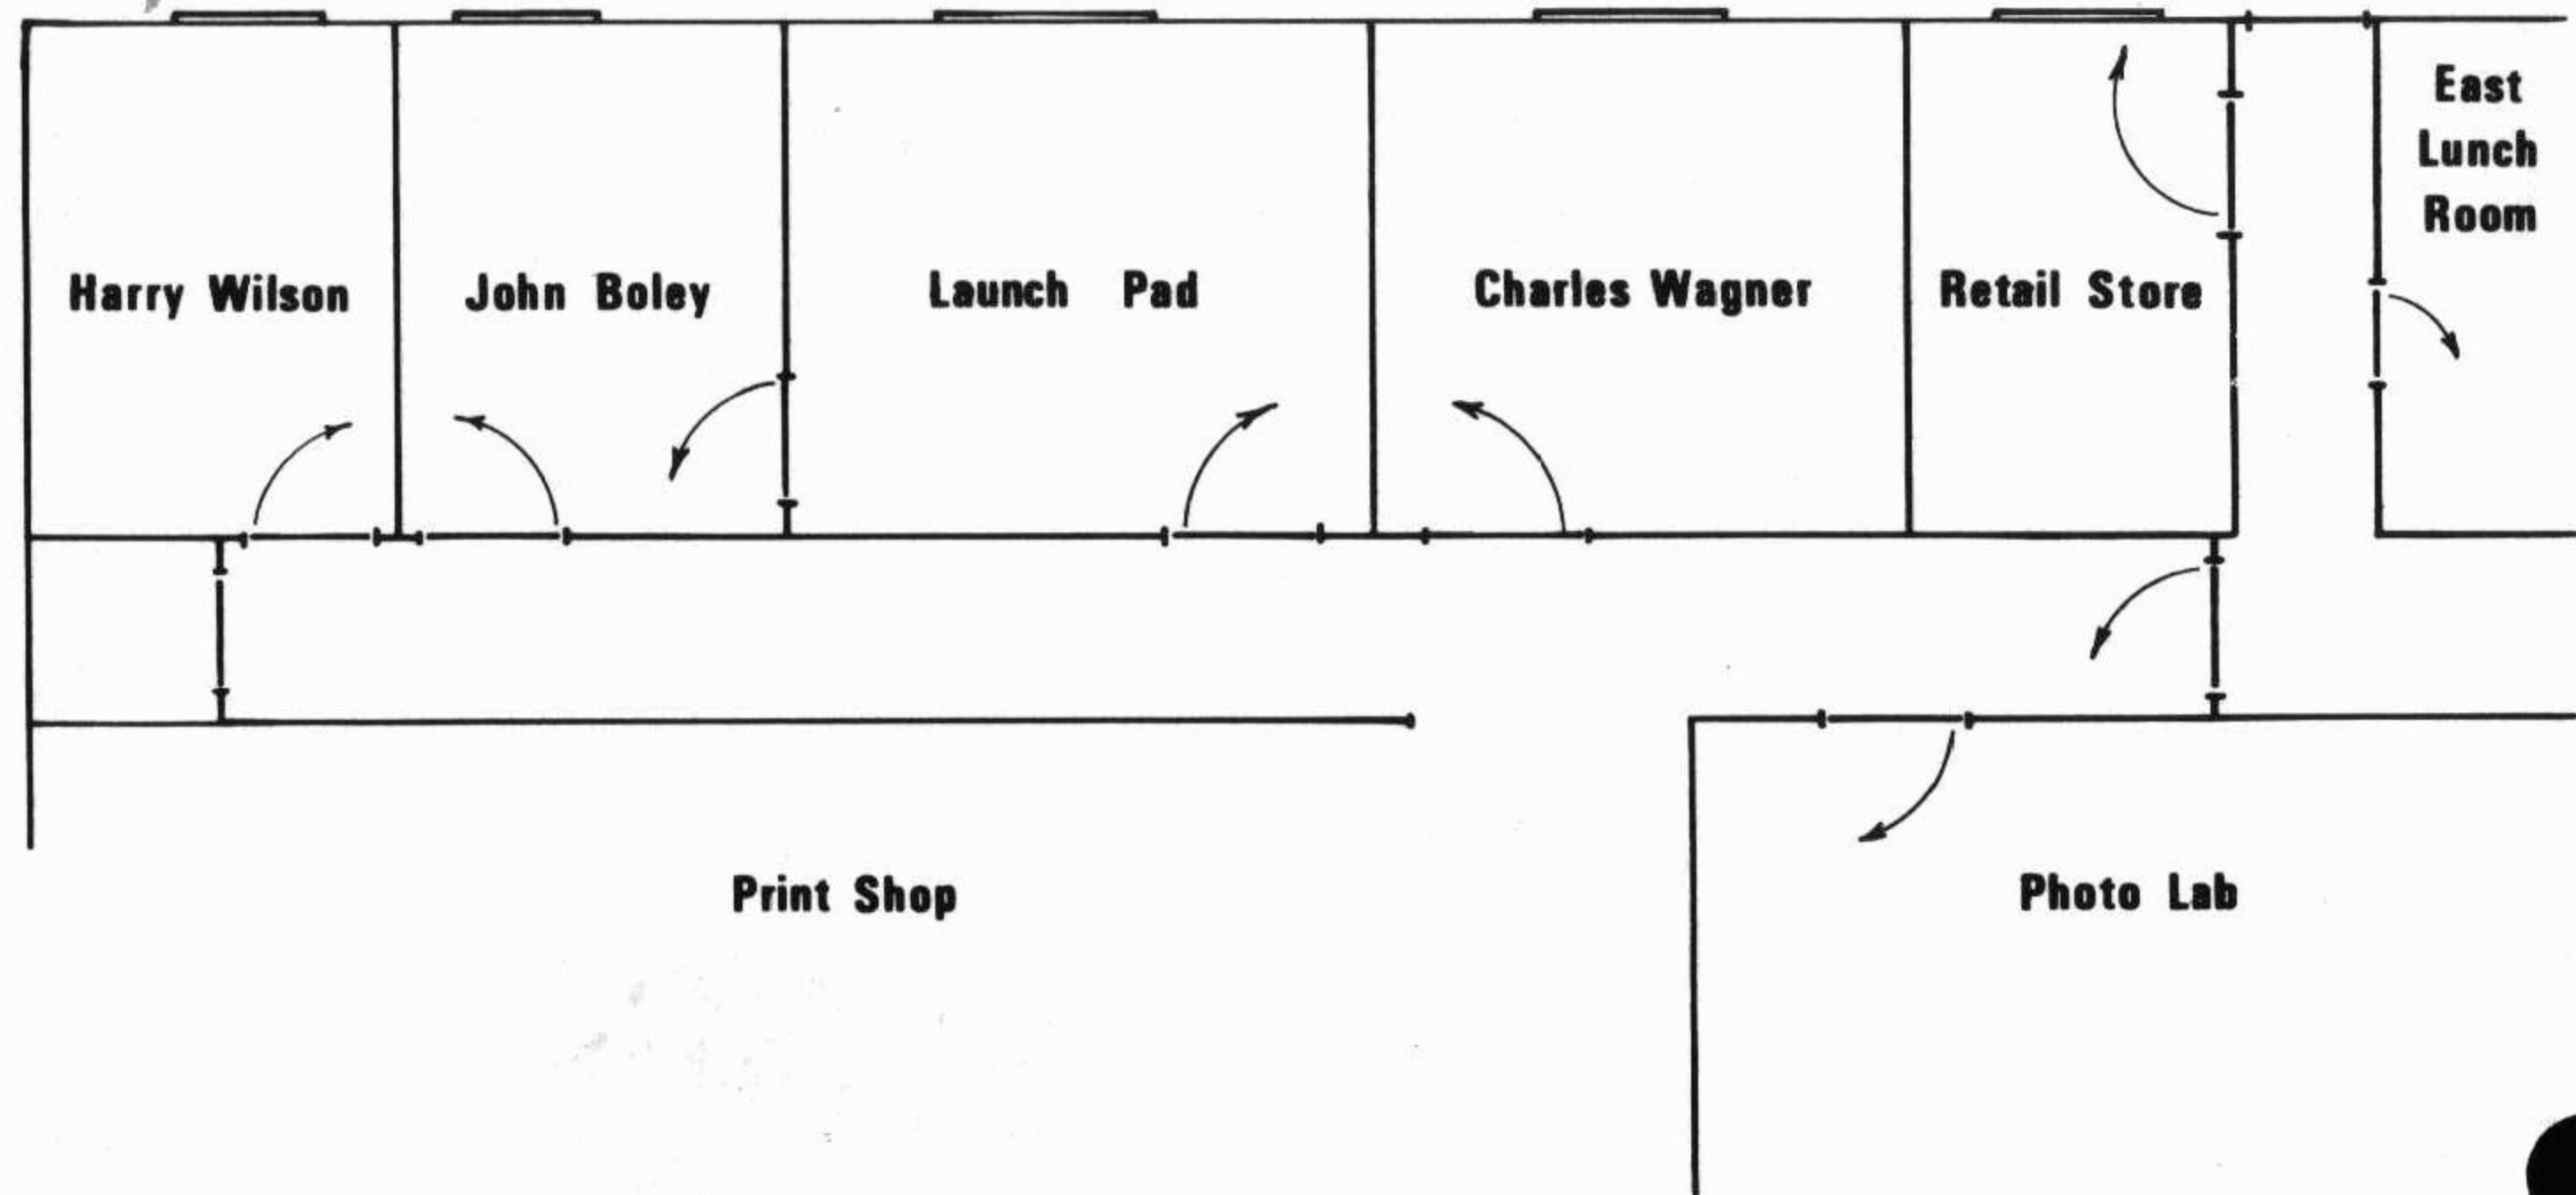 East
Lunch
Room
Harry Wilson
John Boley
Launch Pad
Charles Wagner
Retail Store
Print Shop
Photo Lab